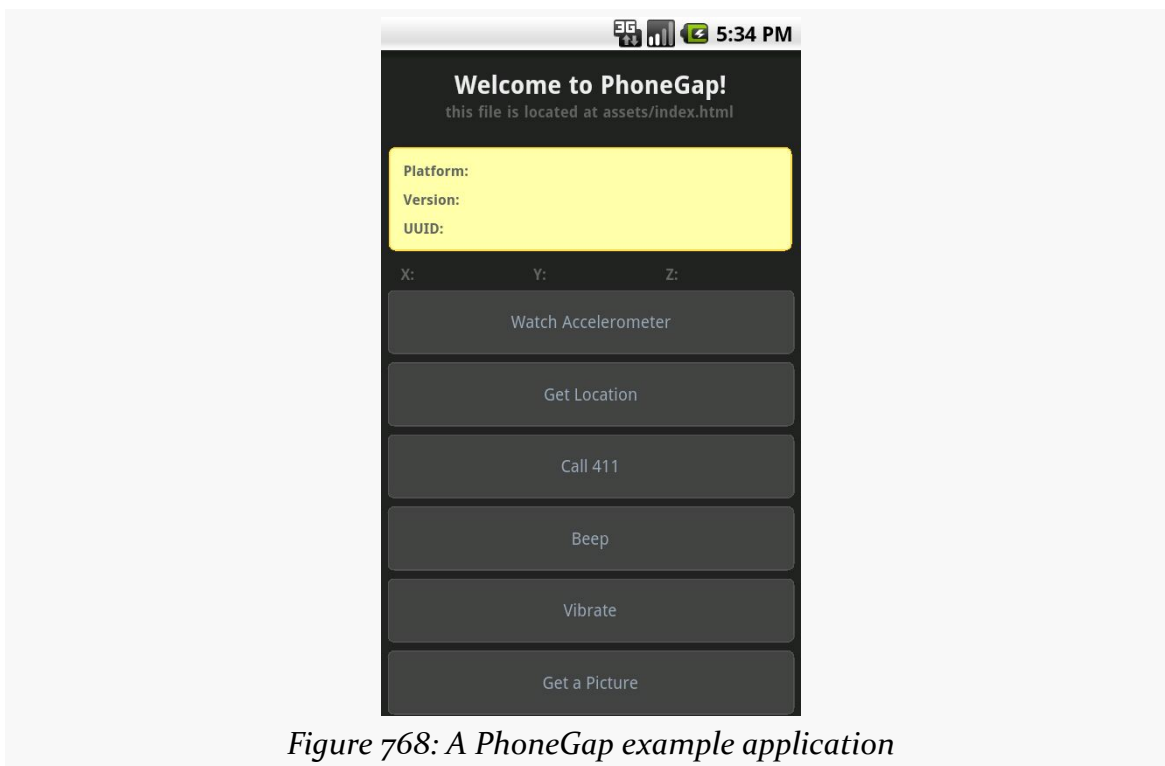 3G 5:34 PM
Welcome to PhoneGap!
this file is located at assets/index.html
Platform:
Version:
UUID:
X: Y: Z:
Watch Accelerometer
Get Location
Call 411
Beep
Vibrate
Get a Picture
Figure 768: A PhoneGap example application